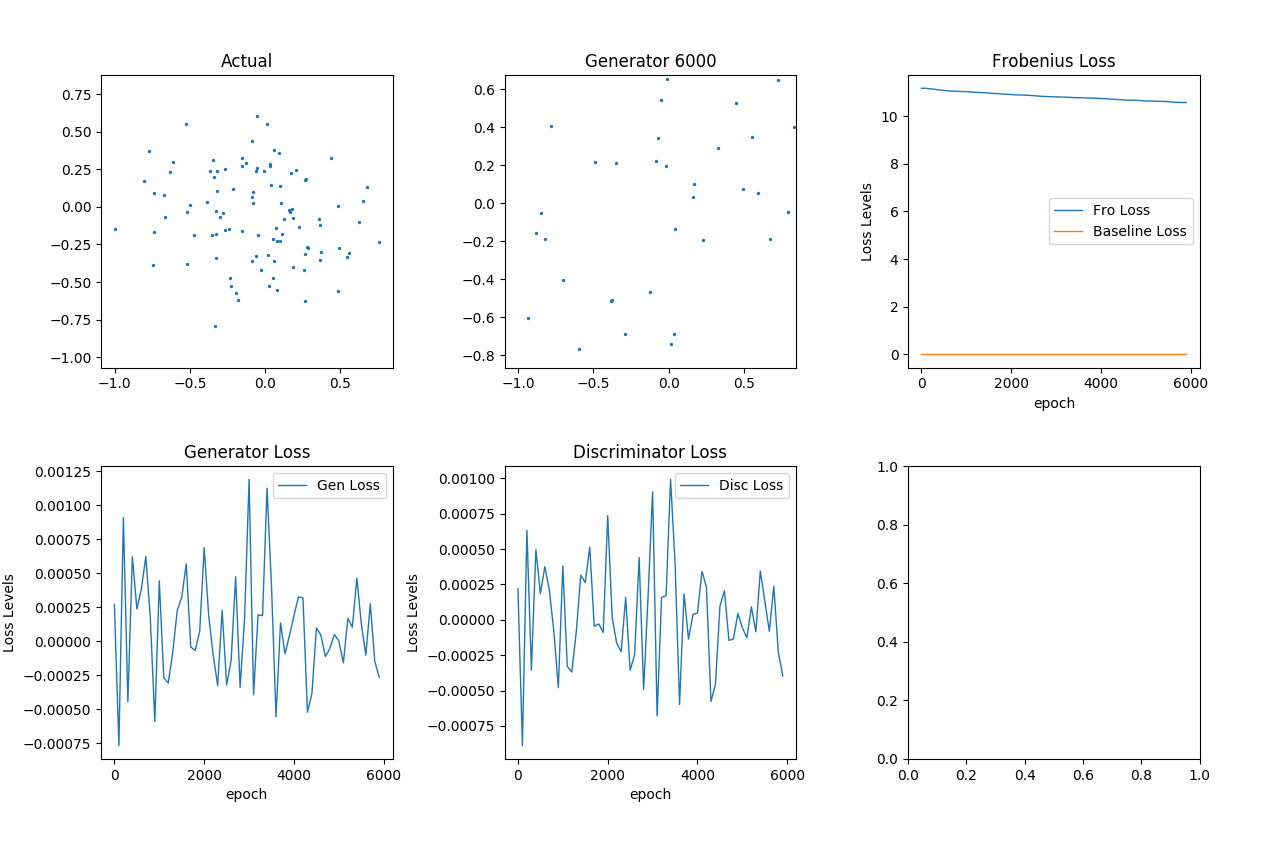 Actual
0.75
0.50
0.25
0.00
−0.25
−0.50
−0.75
−1.00
−1.0 −0.5 0.0 0.5
Generator 6000
0.6
0.4
0.2
0.0
−0.2
−0.4
−0.6
−0.8
−1.0 −0.5 0.0 0.5
Frobenius Loss
Loss Levels
10
8
6
4
2
0
Fro Loss
Baseline Loss
0 2000 4000 6000
epoch
Generator Loss
Loss Levels
0.00125
0.00100
0.00075
0.00050
0.00025
0.00000
−0.00025
−0.00050
−0.00075
Gen Loss
0 2000 4000 6000
epoch
Discriminator Loss
Loss Levels
0.00100
0.00075
0.00050
0.00025
0.00000
−0.00025
−0.00050
−0.00075
Disc Loss
0 2000 4000 6000
epoch
1.0
0.8
0.6
0.4
0.2
0.0
0.0 0.2 0.4 0.6 0.8 1.0